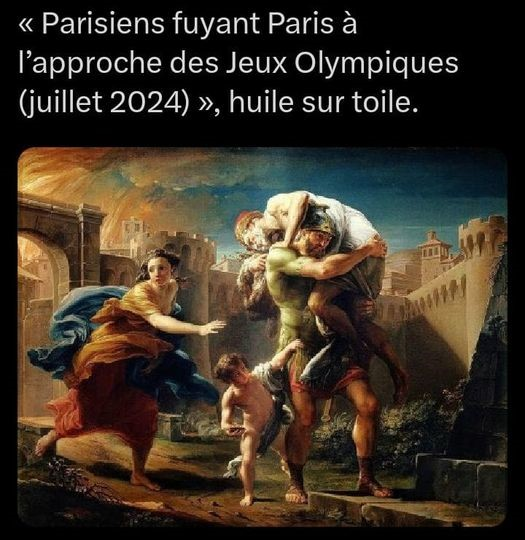 « Parisiens fuyant Paris à
l’approche des Jeux Olympiques
(juillet 2024) », huile sur toile.